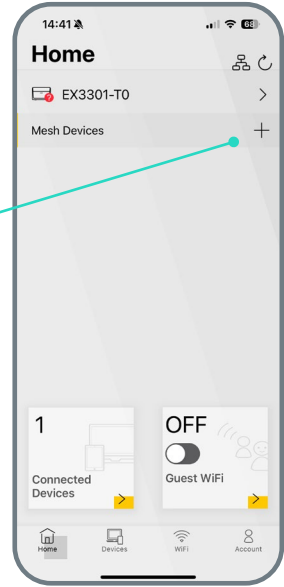 14:41
68
Home
EX3301-T0
Mesh Devices
1
Connected
Devices
OFF
Guest WiFi
Home
Devices
WiFi
Account